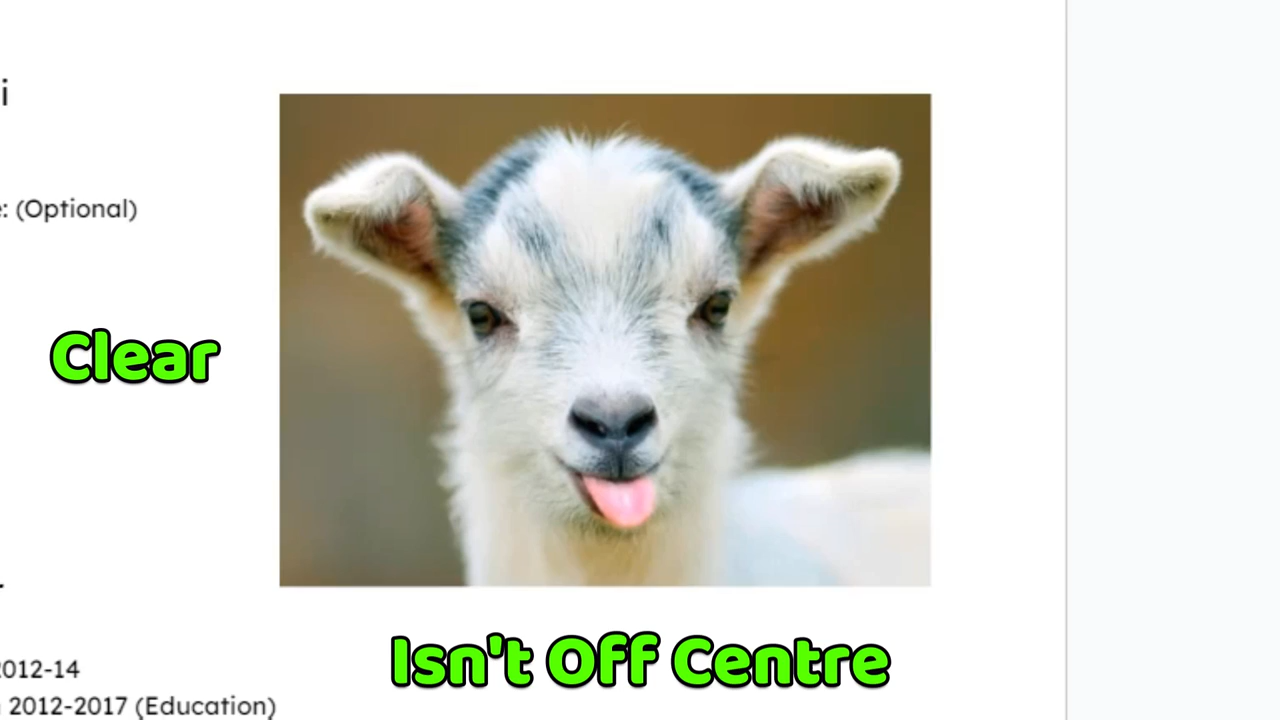 i
: (Optional)
Clear
Isn't Off Centre
2012-14
2012-2017 (Education)